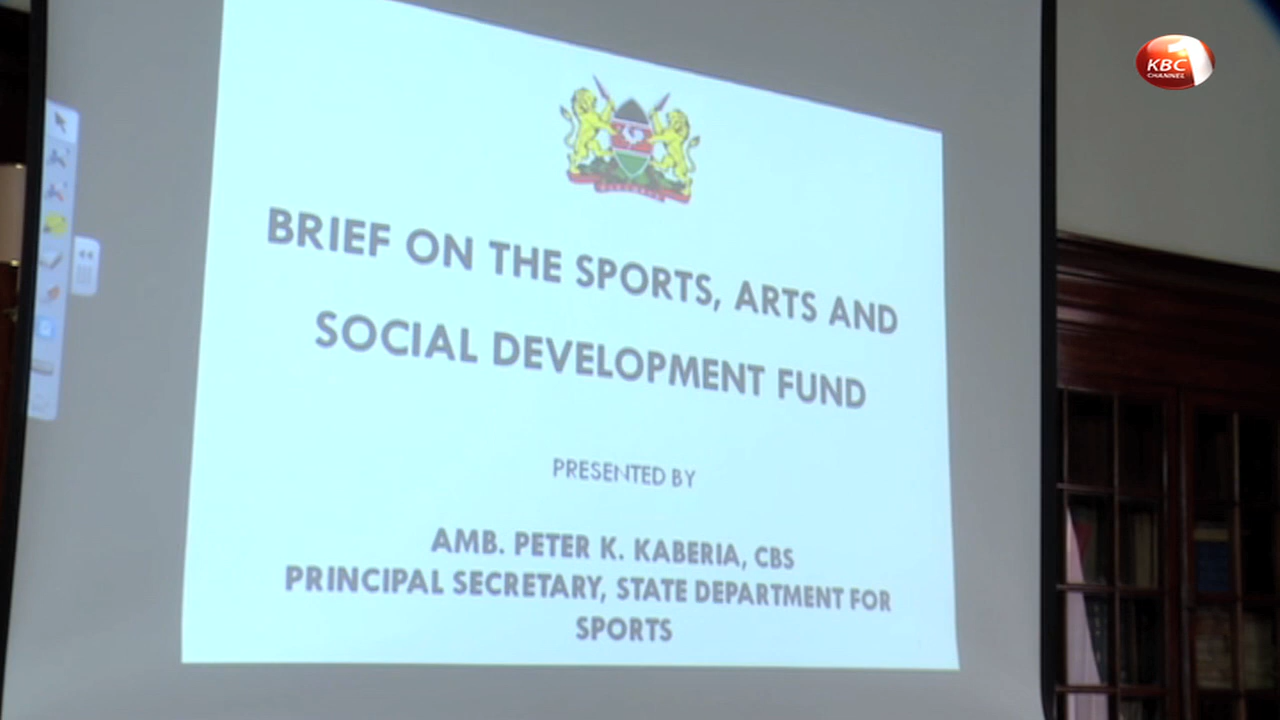 KBC
CHANNEL 1
BRIEF ON THE SPORTS, ARTS AND
SOCIAL DEVELOPMENT FUND
PRESENTED BY
AMB. PETER K. KABERIA, CBS
PRINCIPAL SECRETARY, STATE DEPARTMENT FOR
SPORTS